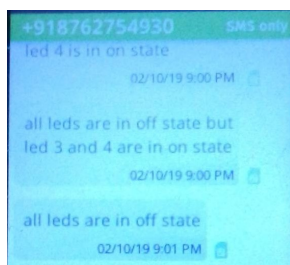 +918762754930 SMS only
led 4 is in on state
02/10/19 9:00 PM
all leds are in off state but
led 3 and 4 are in on state
02/10/19 9:00 PM
all leds are in off state
02/10/19 9:01 PM